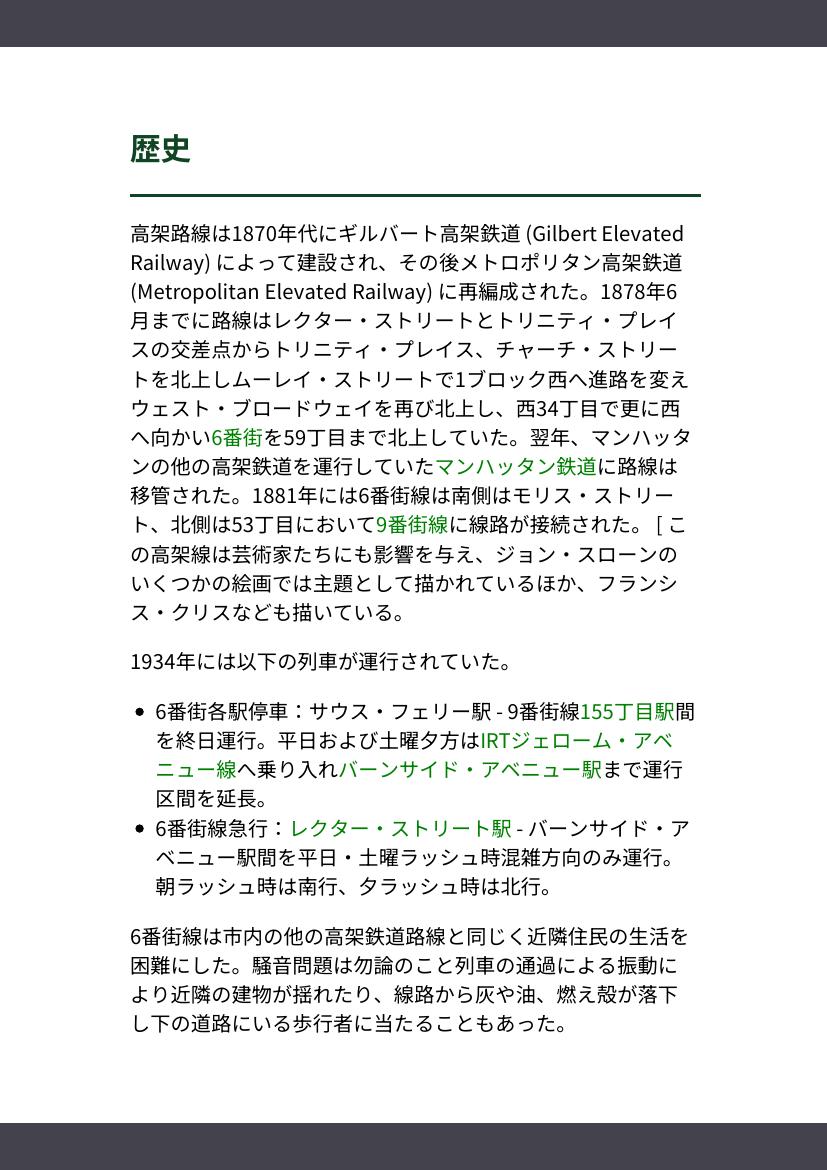 歴史
高架路線は1870年代にギルバート高架鉄道 (Gilbert Elevated
Railway) によって建設され、その後メトロポリタン高架鉄道
(Metropolitan Elevated Railway) に再編成された。1878年6
月までに路線はレクター・ストリートとトリニティ・プレイ
スの交差点からトリニティ・プレイス、チャーチ・ストリー
トを北上しムーレイ・ストリートで1ブロック西へ進路を変え
ウェスト・ブロードウェイを再び北上し、西34丁目で更に西
へ向かい6番街を59丁目まで北上していた。翌年、マンハッタ
ンの他の高架鉄道を運行していたマンハッタン鉄道に路線は
移管された。1881年には6番街線は南側はモリス・ストリー
ト、北側は53丁目において9番街線に線路が接続された。 [ こ
の高架線は芸術家たちにも影響を与え、ジョン・スローンの
いくつかの絵画では主題として描かれているほか、フランシ
ス・クリスなども描いている。
1934年には以下の列車が運行されていた。
• 6番街各駅停車：サウス・フェリー駅 - 9番街線155丁目駅間
を終日運行。平日および土曜夕方はIRTジェローム・アベ
ニュー線へ乗り入れバーンサイド・アベニュー駅まで運行
区間を延長。
• 6番街線急行：レクター・ストリート駅 - バーンサイド・ア
ベニュー駅間を平日・土曜ラッシュ時混雑方向のみ運行。
朝ラッシュ時は南行、夕ラッシュ時は北行。
6番街線は市内の他の高架鉄道路線と同じく近隣住民の生活を
困難にした。騒音問題は勿論のこと列車の通過による振動に
より近隣の建物が揺れたり、線路から灰や油、燃え殻が落下
し下の道路にいる歩行者に当たることもあった。